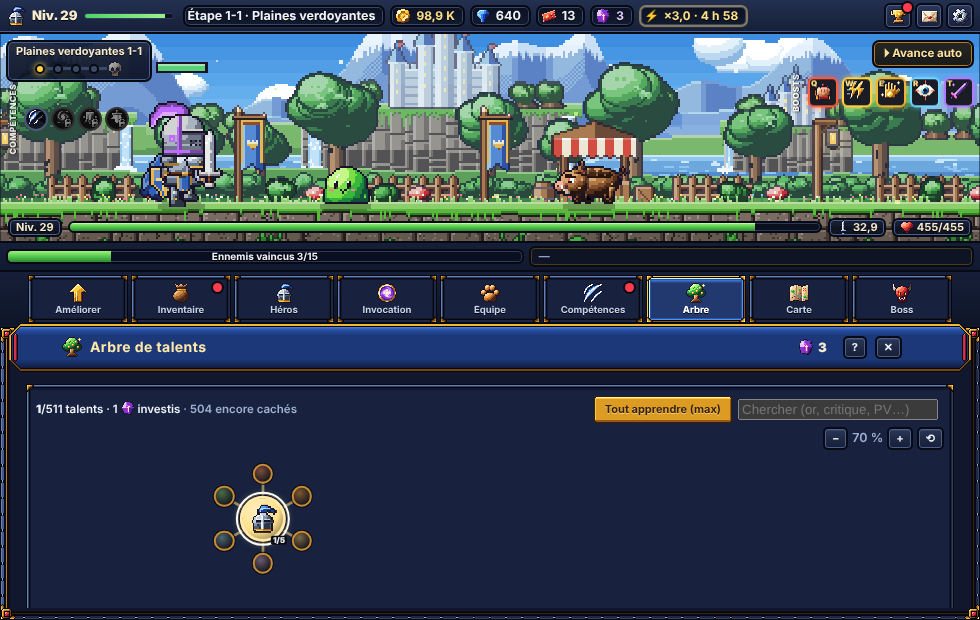 Niv. 29
Étape 1-1 · Plaines verdoyantes
98,9 K
640
13
3
×3,0 · 4 h 58
Plaines verdoyantes 1-1
Avance auto
COMPÉTENCES
BOOSTS
Niv. 29
32,9
455/455
Ennemis vaincus 3/15
—
Améliorer
Inventaire
Héros
Invocation
Equipe
Compétences
Arbre
Carte
Boss
Arbre de talents
3
?
×
1/511 talents · 1 investis · 504 encore cachés
Tout apprendre (max)
Chercher (or, critique, PV…)
−
70 %
+
⟲
1/5